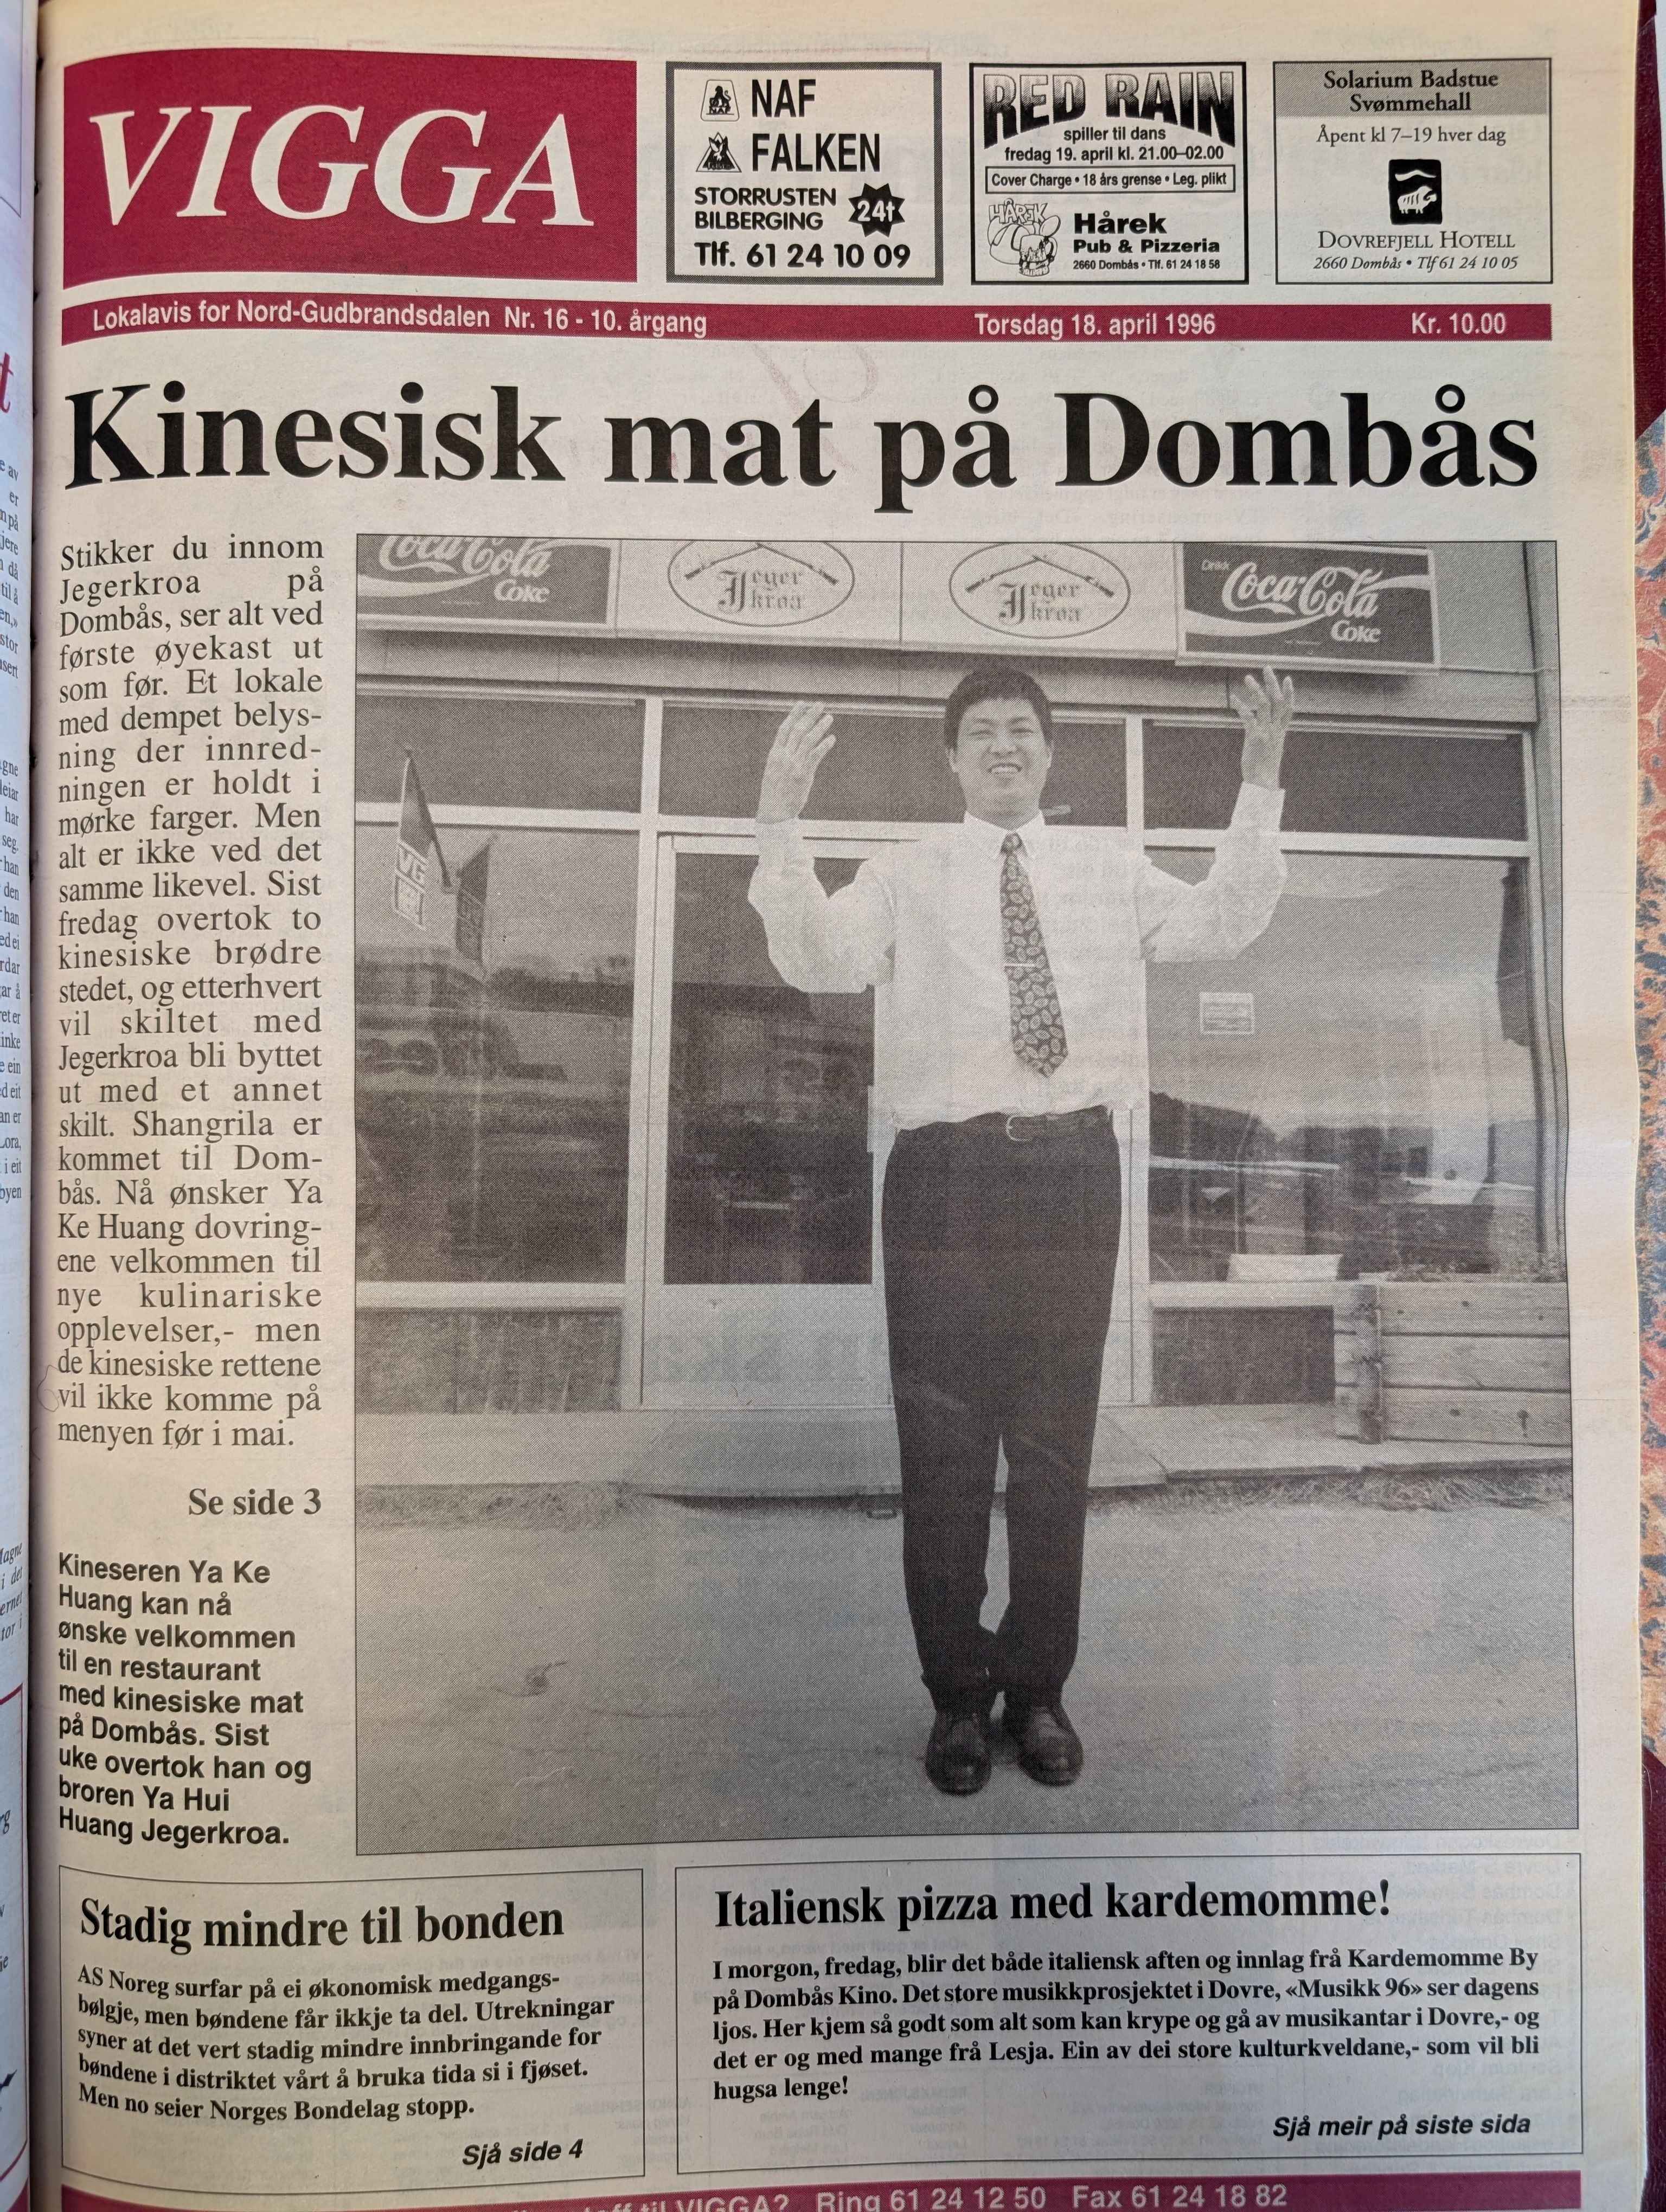 VIGGA
NAF
FALKEN
STORRUSTEN
BILBERGING
24t
Tlf. 61 24 10 09
RED RAIN
spiller til dans
fredag 19. april kl. 21.00–02.00
Cover Charge • 18 års grense • Leg. plikt
HÅREK
Hårek
Pub & Pizzeria
2660 Dombås • Tlf. 61 24 18 58
Solarium Badstue
Svømmehall
Åpent kl 7–19 hver dag
DOVREFJELL HOTELL
2660 Dombås • Tlf 61 24 10 05
Lokalavis for Nord-Gudbrandsdalen Nr. 16 - 10. årgang
Torsdag 18. april 1996
Kr. 10.00
Kinesisk mat på Dombås
Stikker du innom
Jegerkroa på
Dombås, ser alt ved
første øyekast ut
som før. Et lokale
med dempet belys-
ning der innred-
ningen er holdt i
mørke farger. Men
alt er ikke ved det
samme likevel. Sist
fredag overtok to
kinesiske brødre
stedet, og etterhvert
vil skiltet med
Jegerkroa bli byttet
ut med et annet
skilt. Shangrila er
kommet til Dom-
bås. Nå ønsker Ya
Ke Huang dovring-
ene velkommen til
nye kulinariske
opplevelser,- men
de kinesiske rettene
vil ikke komme på
menyen før i mai.
Se side 3
Kineseren Ya Ke
Huang kan nå
ønske velkommen
til en restaurant
med kinesiske mat
på Dombås. Sist
uke overtok han og
broren Ya Hui
Huang Jegerkroa.
Coca-Cola
Coke
Jeger
kroa
Jeger
kroa
Drikk
Coca-Cola
Coke
VG
Stadig mindre til bonden
AS Noreg surfar på ei økonomisk medgangs-
bølgje, men bøndene får ikkje ta del. Utrekningar
syner at det vert stadig mindre innbringande for
bøndene i distriktet vårt å bruka tida si i fjøset.
Men no seier Norges Bondelag stopp.
Sjå side 4
Italiensk pizza med kardemomme!
I morgon, fredag, blir det både italiensk aften og innlag frå Kardemomme By
på Dombås Kino. Det store musikkprosjektet i Dovre, «Musikk 96» ser dagens
ljos. Her kjem så godt som alt som kan krype og gå av musikantar i Dovre,- og
det er og med mange frå Lesja. Ein av dei store kulturkveldane,- som vil bli
hugsa lenge!
Sjå meir på siste sida
til VIGGA? Ring 61 24 12 50 Fax 61 24 18 82